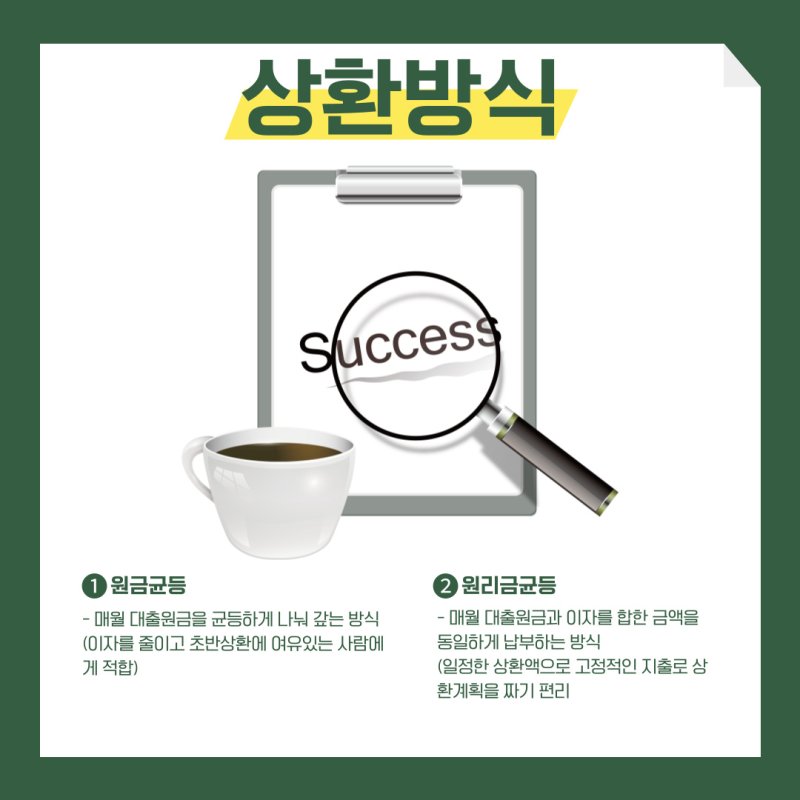 상환방식
Success
1 원금균등
- 매월 대출원금을 균등하게 나눠 갚는 방식
(이자를 줄이고 초반상환에 여유있는 사람에
게 적합)
2 원리금균등
- 매월 대출원금과 이자를 합한 금액을
동일하게 납부하는 방식
(일정한 상환액으로 고정적인 지출로 상
환계획을 짜기 편리